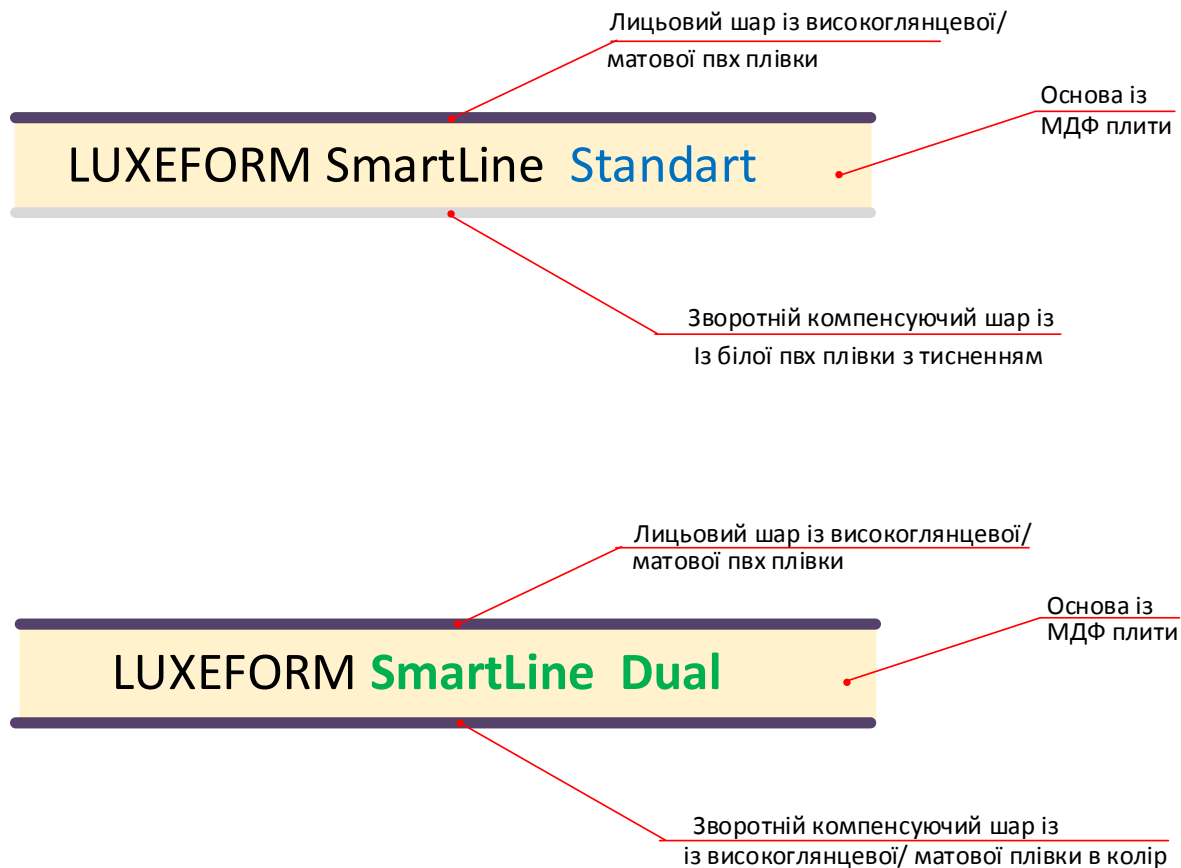 Лицьовий шар із високоглянцевої/
матової пвх плівки
Основа із
МДФ плити
LUXEFORM SmartLine Standart
Зворотній компенсуючий шар із
Із білої пвх плівки з тисненням
Лицьовий шар із високоглянцевої/
матової пвх плівки
Основа із
МДФ плити
LUXEFORM SmartLine Dual
Зворотній компенсуючий шар із
із високоглянцевої/ матової плівки в колір